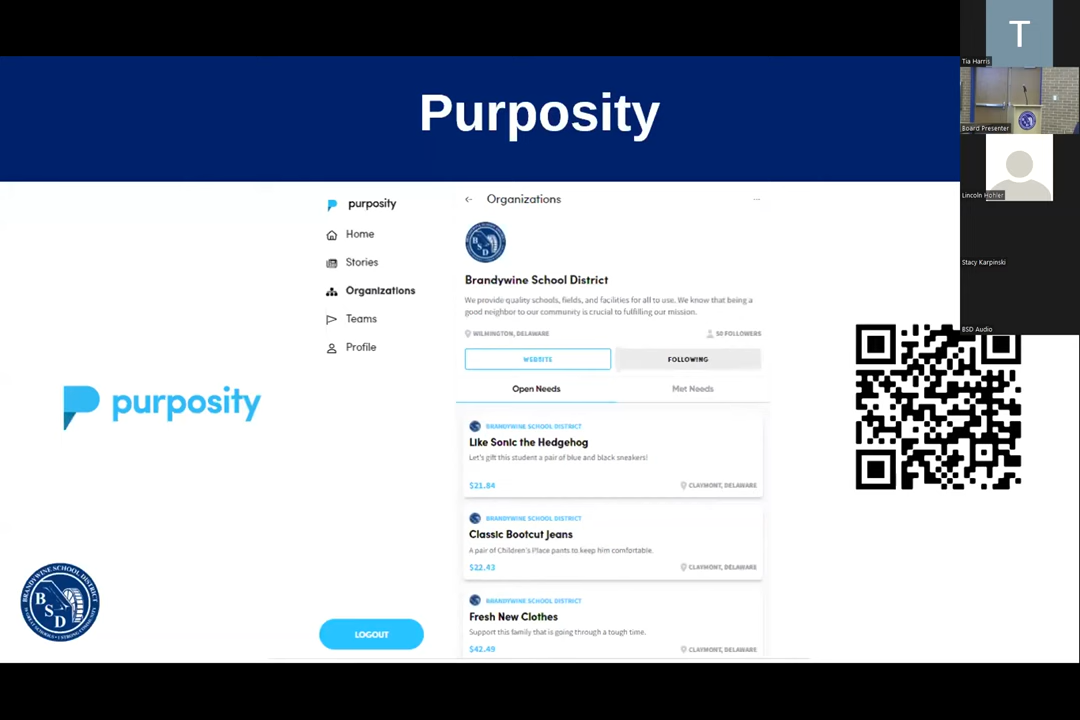 Purposity
T
Tia Harris
Board Presenter
Lincoln Hohler
Stacy Karpinski
BSD Audio
purposity
Home
Stories
Organizations
Teams
Profile
LOGOUT
Organizations
Brandywine School District
We provide quality schools, fields, and facilities for all to use. We know that being a
good neighbor to our community is crucial to fulfilling our mission.
WILMINGTON, DELAWARE
50 FOLLOWERS
WEBSITE
FOLLOWING
Open Needs
Met Needs
BRANDYWINE SCHOOL DISTRICT
Like Sonic the Hedgehog
Let's gift this student a pair of blue and black sneakers!
$21.84
CLAYMONT, DELAWARE
BRANDYWINE SCHOOL DISTRICT
Classic Bootcut Jeans
A pair of Children's Place pants to keep him comfortable.
$22.43
CLAYMONT, DELAWARE
BRANDYWINE SCHOOL DISTRICT
Fresh New Clothes
Support this family that is going through a tough time.
$42.49
CLAYMONT, DELAWARE
purposity
BRANDYWINE SCHOOL DISTRICT
B S D
B S D